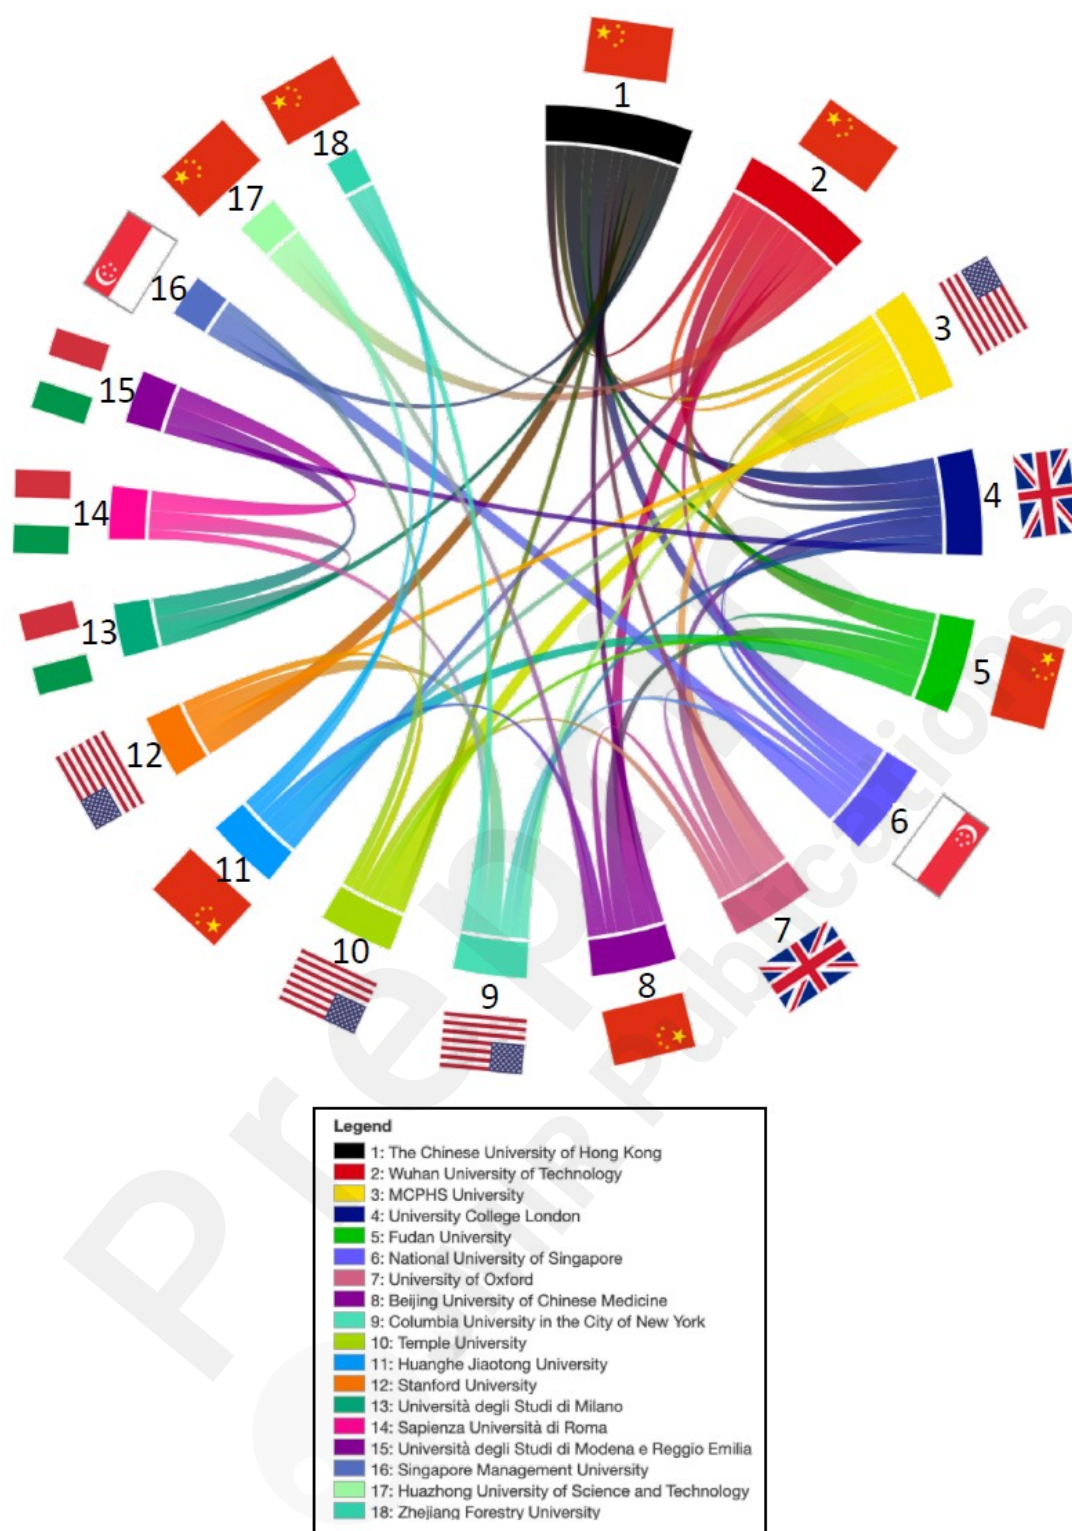 1
2
3
4
5
6
7
8
9
10
11
12
13
14
15
16
17
18
Preprint
JMIR Publications
Legend
1: The Chinese University of Hong Kong
2: Wuhan University of Technology
3: MCPHS University
4: University College London
5: Fudan University
6: National University of Singapore
7: University of Oxford
8: Beijing University of Chinese Medicine
9: Columbia University in the City of New York
10: Temple University
11: Huanghe Jiaotong University
12: Stanford University
13: Università degli Studi di Milano
14: Sapienza Università di Roma
15: Università degli Studi di Modena e Reggio Emilia
16: Singapore Management University
17: Huazhong University of Science and Technology
18: Zhejiang Forestry University